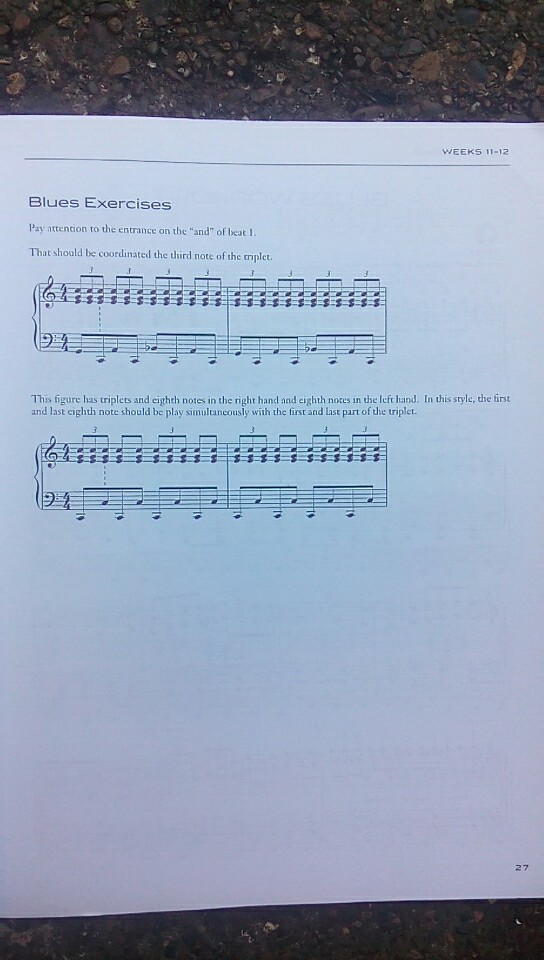 WEEKS 11-12
Blues Exercises
Pay attention to the entrance on the "and" of beat 1.
That should be coordinated the third note of the triplet.
3 3 3 3 3 3 3 3
This figure has triplets and eighth notes in the right hand and eighth notes in the left hand. In this style, the first
and last eighth note should be play simultaneously with the first and last part of the triplet.
3 3 3 3 3
27